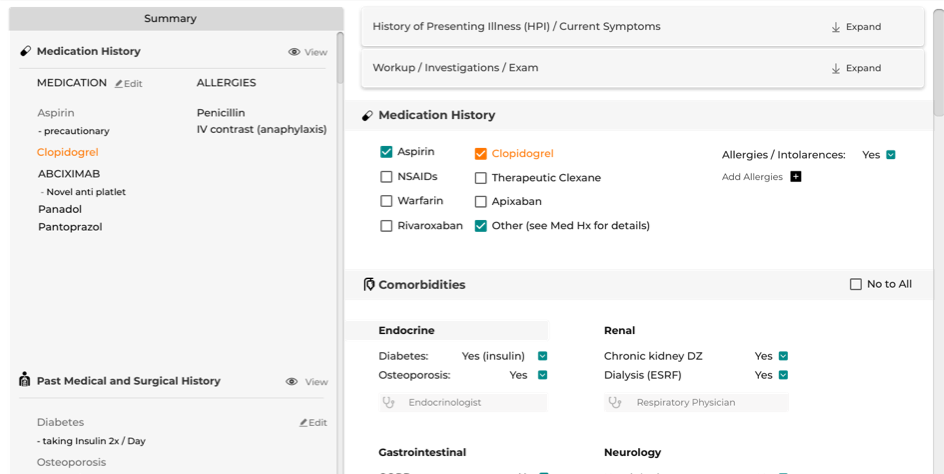 Summary
Medication History
View
MEDICATION
Edit
ALLERGIES
Aspirin
- precautionary
Penicillin
IV contrast (anaphylaxis)
Clopidogrel
ABCIXIMAB
- Novel anti platlet
Panadol
Pantoprazol
Past Medical and Surgical History
View
Diabetes
Edit
- taking Insulin 2x / Day
Osteoporosis
History of Presenting Illness (HPI) / Current Symptoms
Expand
Workup / Investigations / Exam
Expand
Medication History
Aspirin
Clopidogrel
Allergies / Intolarences: Yes
NSAIDs
Therapeutic Clexane
Add Allergies
Warfarin
Apixaban
Rivaroxaban
Other (see Med Hx for details)
Comorbidities
No to All
Endocrine
Renal
Diabetes: Yes (insulin)
Chronic kidney DZ Yes
Osteoporosis: Yes
Dialysis (ESRF) Yes
Endocrinologist
Respiratory Physician
Gastrointestinal
Neurology